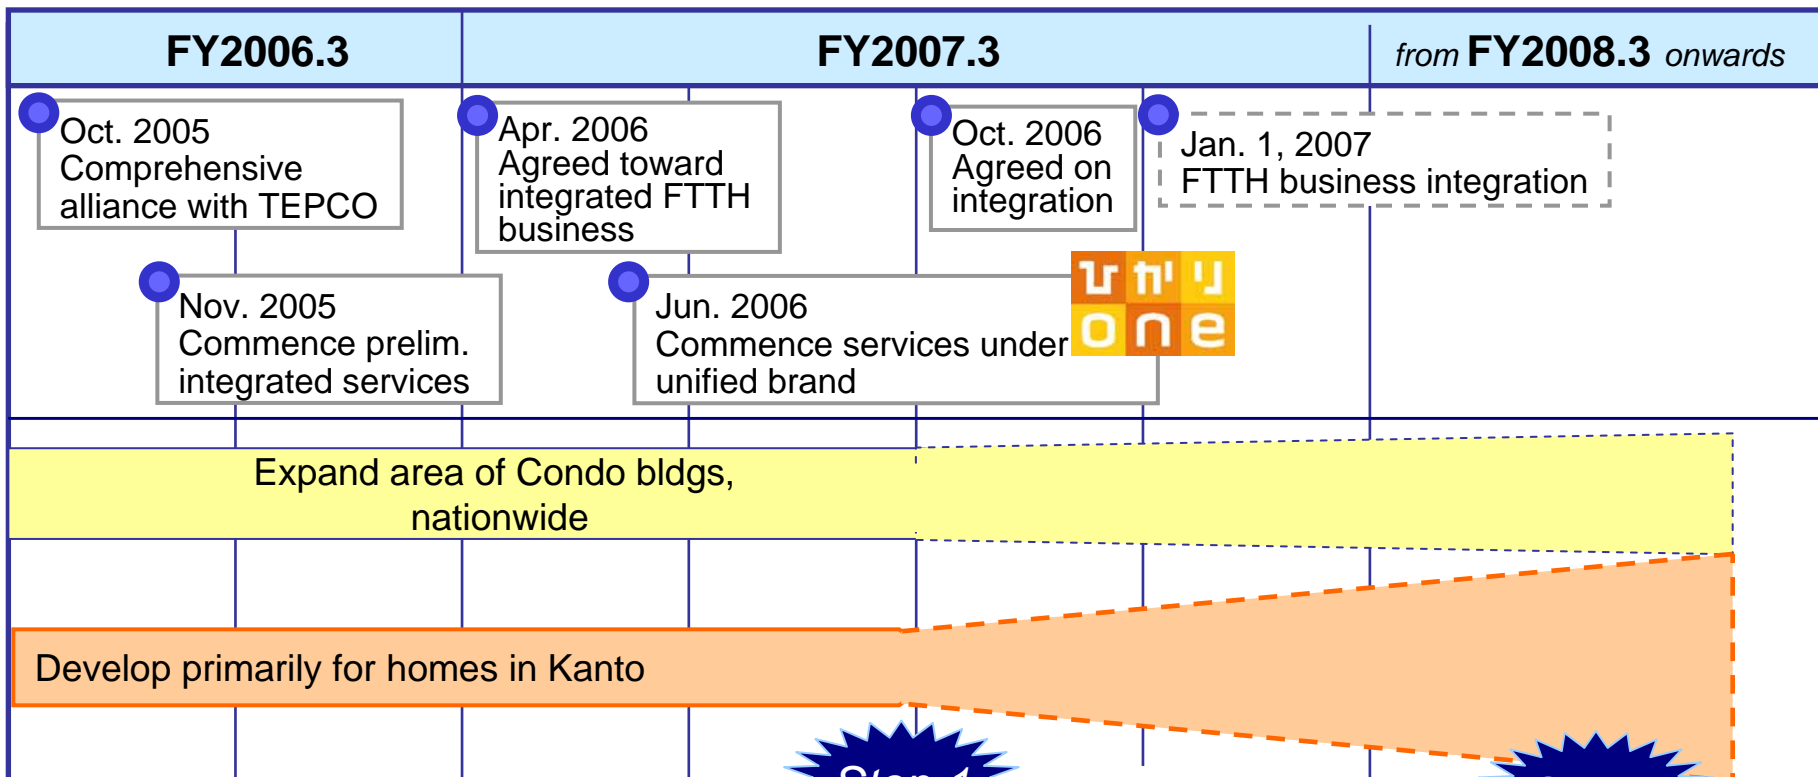 FY2006.3
FY2007.3
from FY2008.3 onwards
Oct. 2005
Comprehensive
alliance with TEPCO
Apr. 2006
Agreed toward
integrated FTTH
business
Oct. 2006
Agreed on
integration
Jan. 1, 2007
FTTH business integration
Nov. 2005
Commence prelim.
integrated services
Jun. 2006
Commence services under
unified brand
ひかり
one
Expand area of Condo bldgs,
nationwide
Develop primarily for homes in Kanto
Step 1